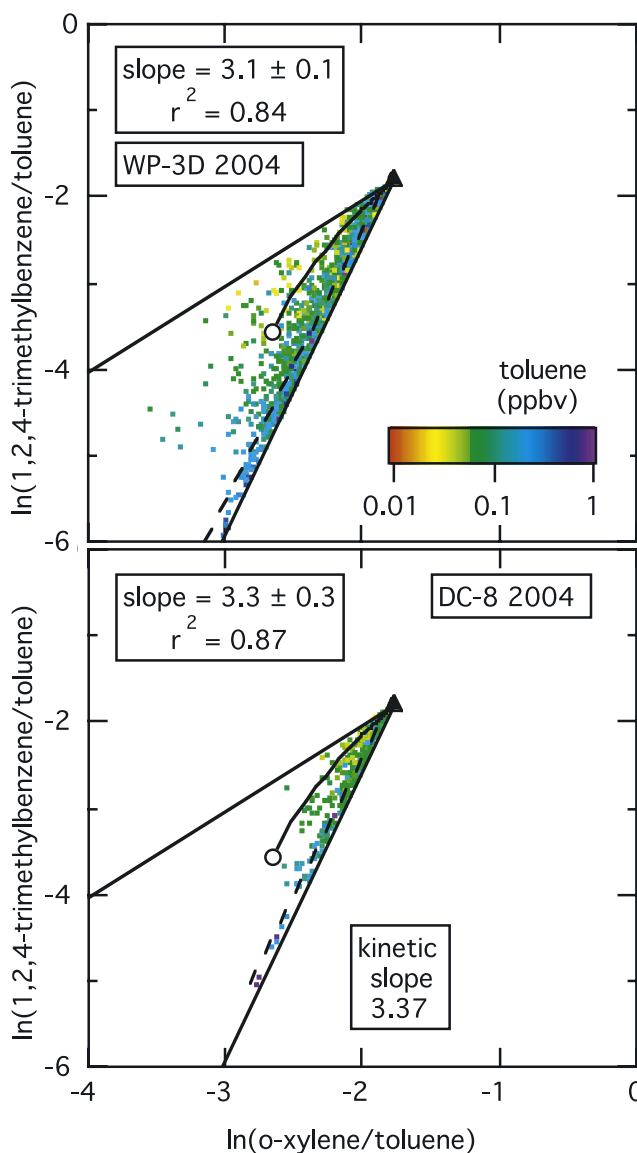 0
slope = 3.1 ± 0.1
r² = 0.84
WP-3D 2004
-2
ln(1,2,4-trimethylbenzene/toluene)
-4
toluene
(ppbv)
0.01 0.1 1
-6
slope = 3.3 ± 0.3
r² = 0.87
DC-8 2004
-2
ln(1,2,4-trimethylbenzene/toluene)
-4
kinetic
slope
3.37
-6
-4 -3 -2 -1 0
ln(o-xylene/toluene)